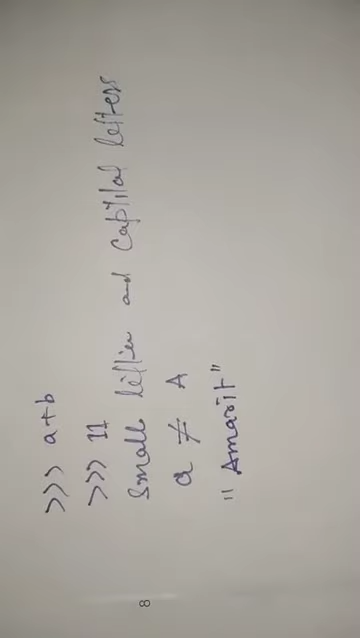 >>> a+b
>>> 11
Small letter and Capital letters
a ≠ A
"Amarit"
8